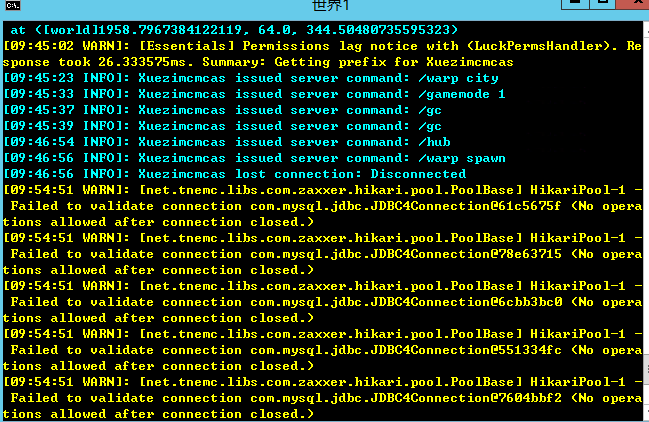 世界1
at ([world]1958.7967384122119, 64.0, 344.50480735595323)
[09:45:02 WARN]: [Essentials] Permissions lag notice with (LuckPermsHandler). Re
sponse took 26.333575ms. Summary: Getting prefix for Xuezimcmcas
[09:45:23 INFO]: Xuezimcmcas issued server command: /warp city
[09:45:33 INFO]: Xuezimcmcas issued server command: /gamemode 1
[09:45:37 INFO]: Xuezimcmcas issued server command: /gc
[09:45:39 INFO]: Xuezimcmcas issued server command: /gc
[09:46:54 INFO]: Xuezimcmcas issued server command: /hub
[09:46:56 INFO]: Xuezimcmcas issued server command: /warp spawn
[09:46:56 INFO]: Xuezimcmcas lost connection: Disconnected
[09:54:51 WARN]: [net.tnemc.libs.com.zaxxer.hikari.pool.PoolBase] HikariPool-1 -
Failed to validate connection com.mysql.jdbc.JDBC4Connection@61c5675f (No opera
tions allowed after connection closed.)
[09:54:51 WARN]: [net.tnemc.libs.com.zaxxer.hikari.pool.PoolBase] HikariPool-1 -
Failed to validate connection com.mysql.jdbc.JDBC4Connection@78e63715 (No opera
tions allowed after connection closed.)
[09:54:51 WARN]: [net.tnemc.libs.com.zaxxer.hikari.pool.PoolBase] HikariPool-1 -
Failed to validate connection com.mysql.jdbc.JDBC4Connection@6cbb3bc0 (No opera
tions allowed after connection closed.)
[09:54:51 WARN]: [net.tnemc.libs.com.zaxxer.hikari.pool.PoolBase] HikariPool-1 -
Failed to validate connection com.mysql.jdbc.JDBC4Connection@551334fc (No opera
tions allowed after connection closed.)
[09:54:51 WARN]: [net.tnemc.libs.com.zaxxer.hikari.pool.PoolBase] HikariPool-1 -
Failed to validate connection com.mysql.jdbc.JDBC4Connection@7604bbf2 (No opera
tions allowed after connection closed.)